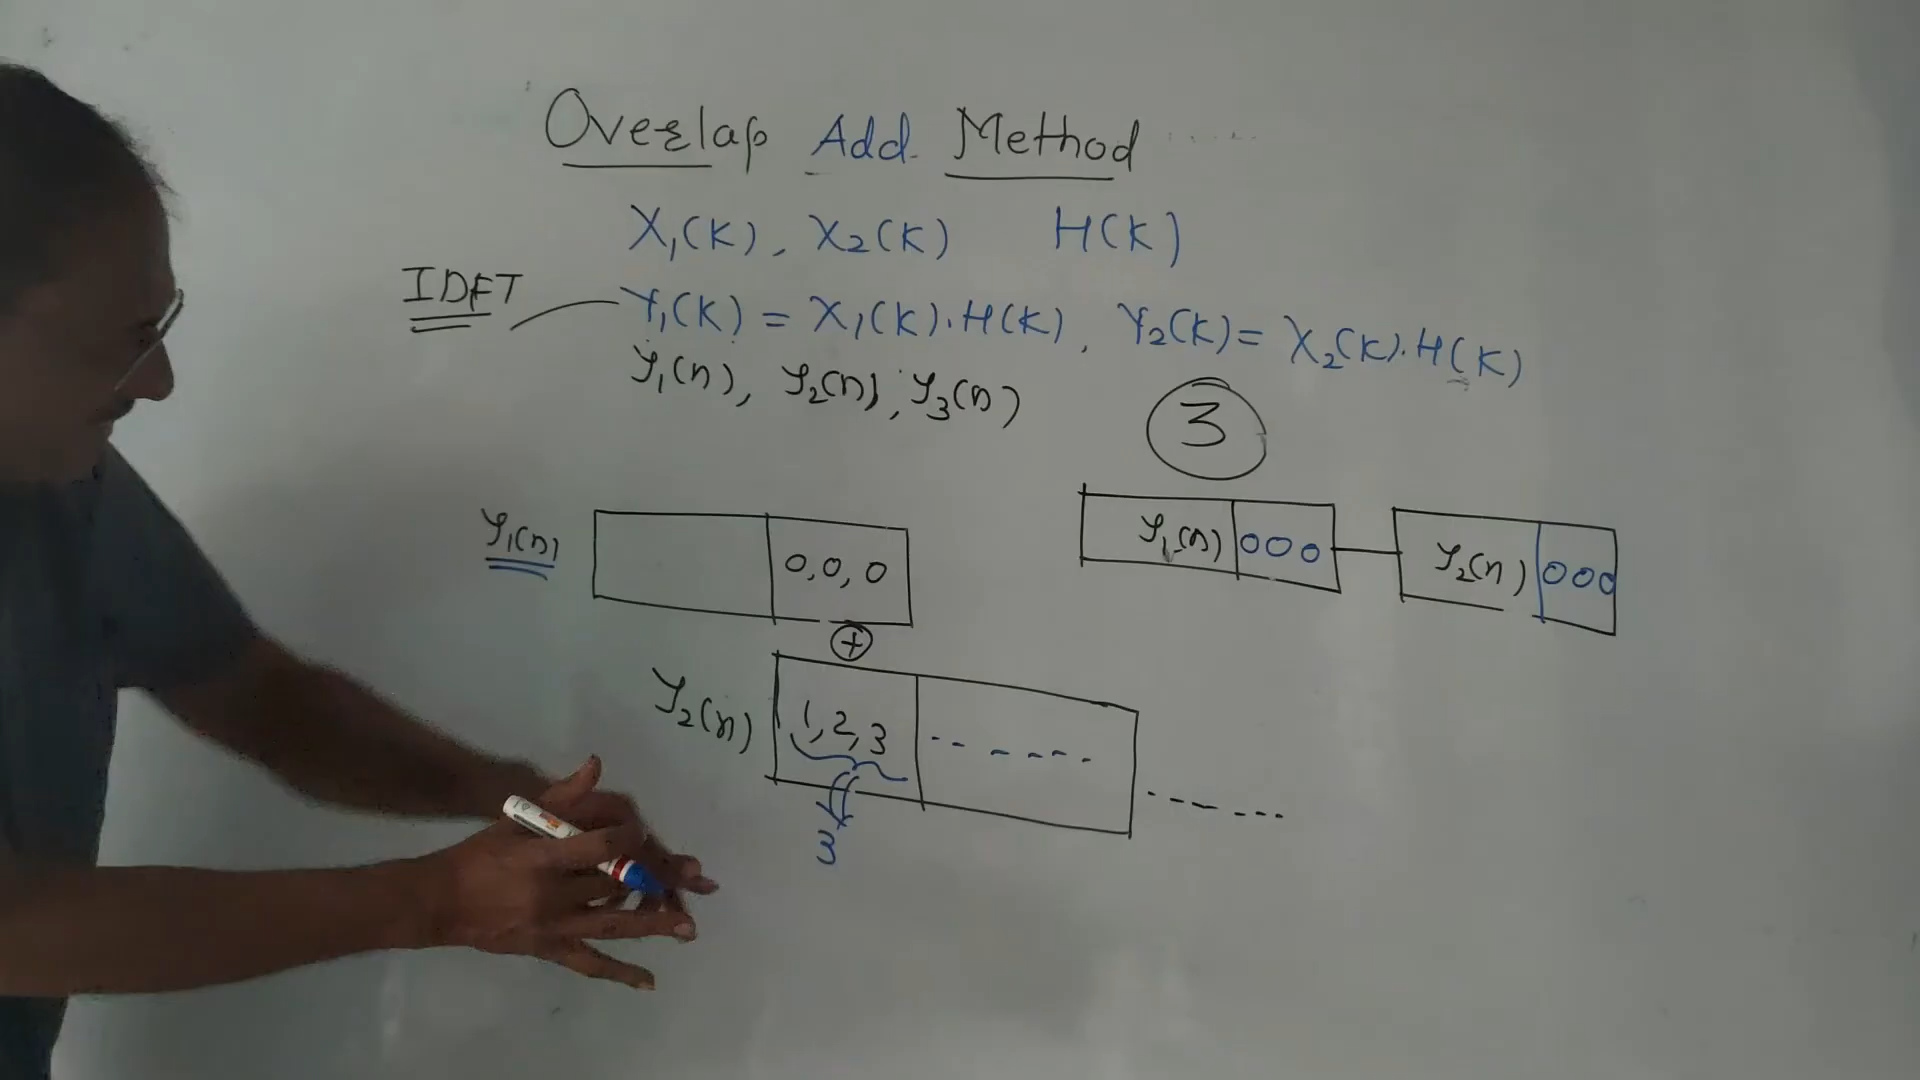 Overlap Add Method
X1(K), X2(K) H(K)
IDFT
Y1(K) = X1(K).H(K), Y2(K) = X2(K).H(K)
y1(n), y2(n), y3(n)
3
y1(n) 0,0,0
y1(n) 000 y2(n) 000
+
y2(n) 1,2,3
3